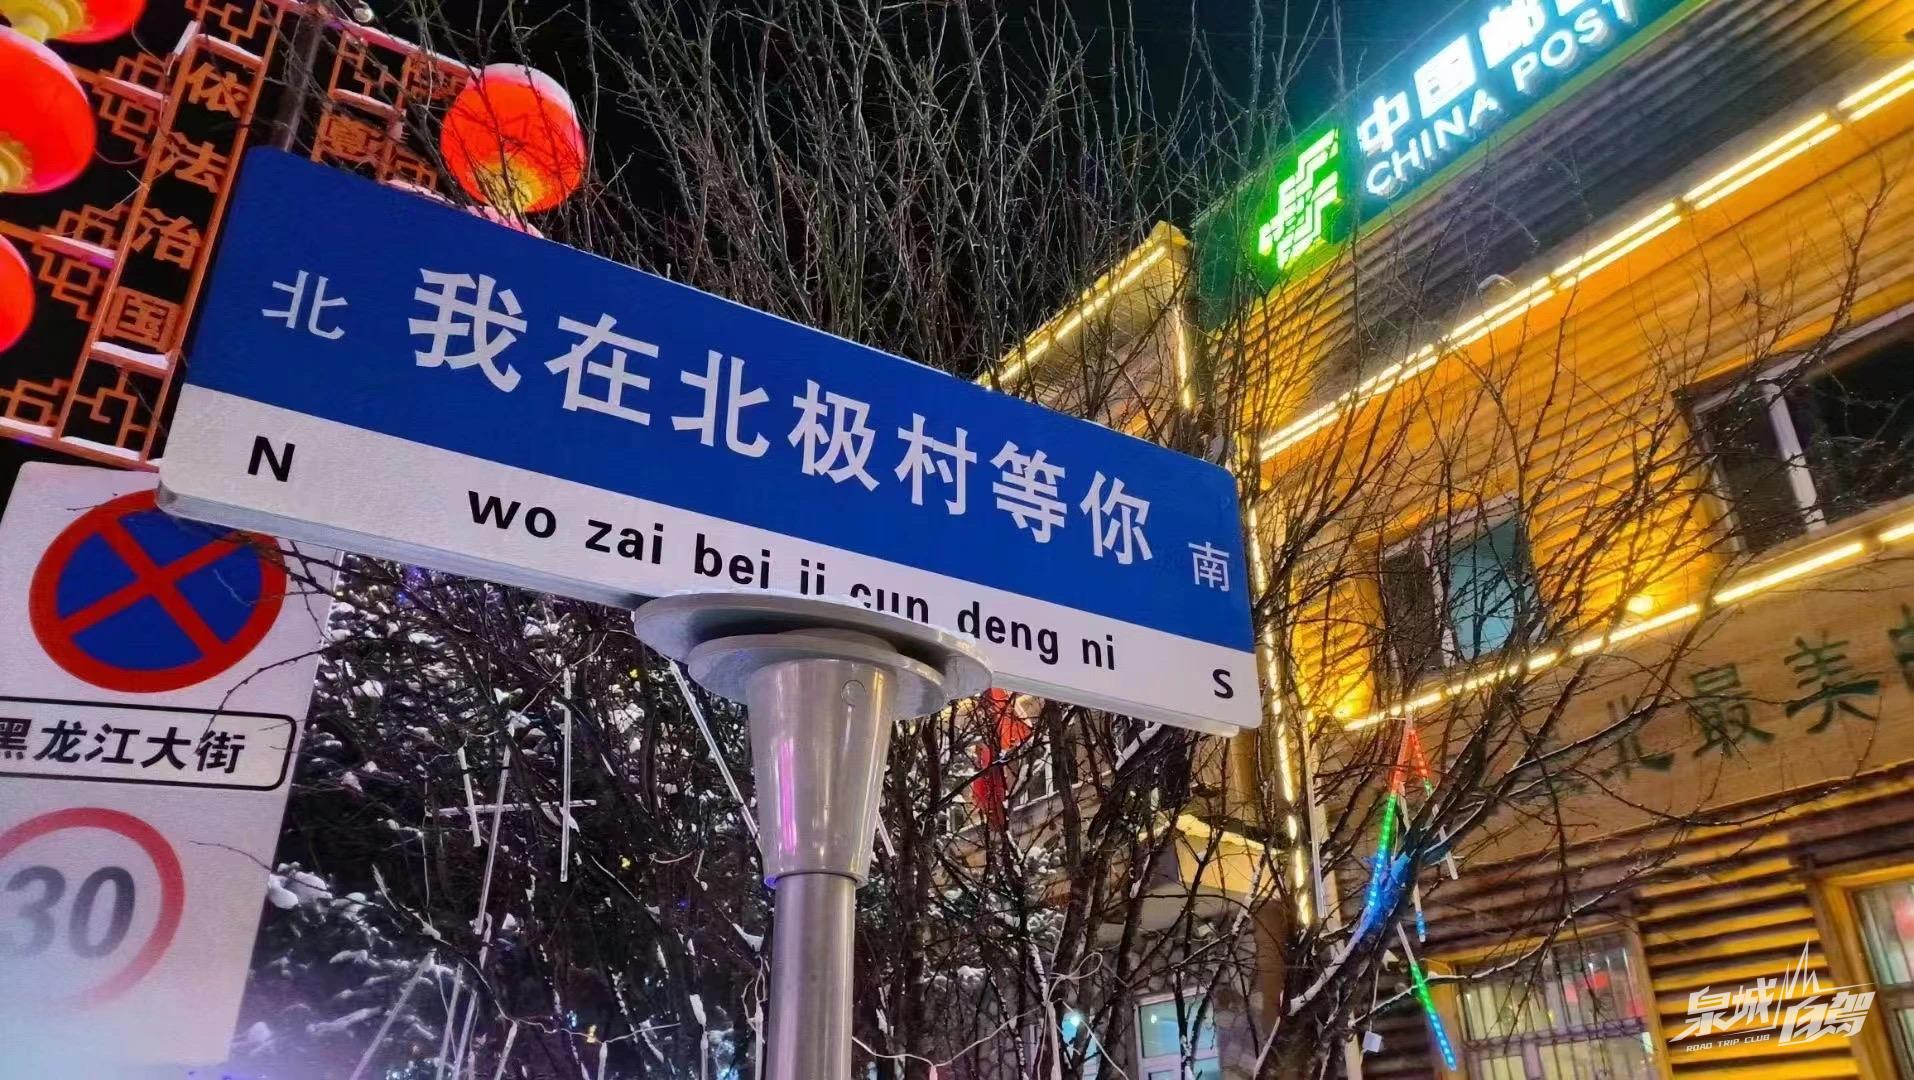 依法治国
中国邮
CHINA POST
北 我在北极村等你 南
N wo zai bei ji cun deng ni S
黑龙江大街
30
北最美
泉城自驾
ROAD TRIP CLUB